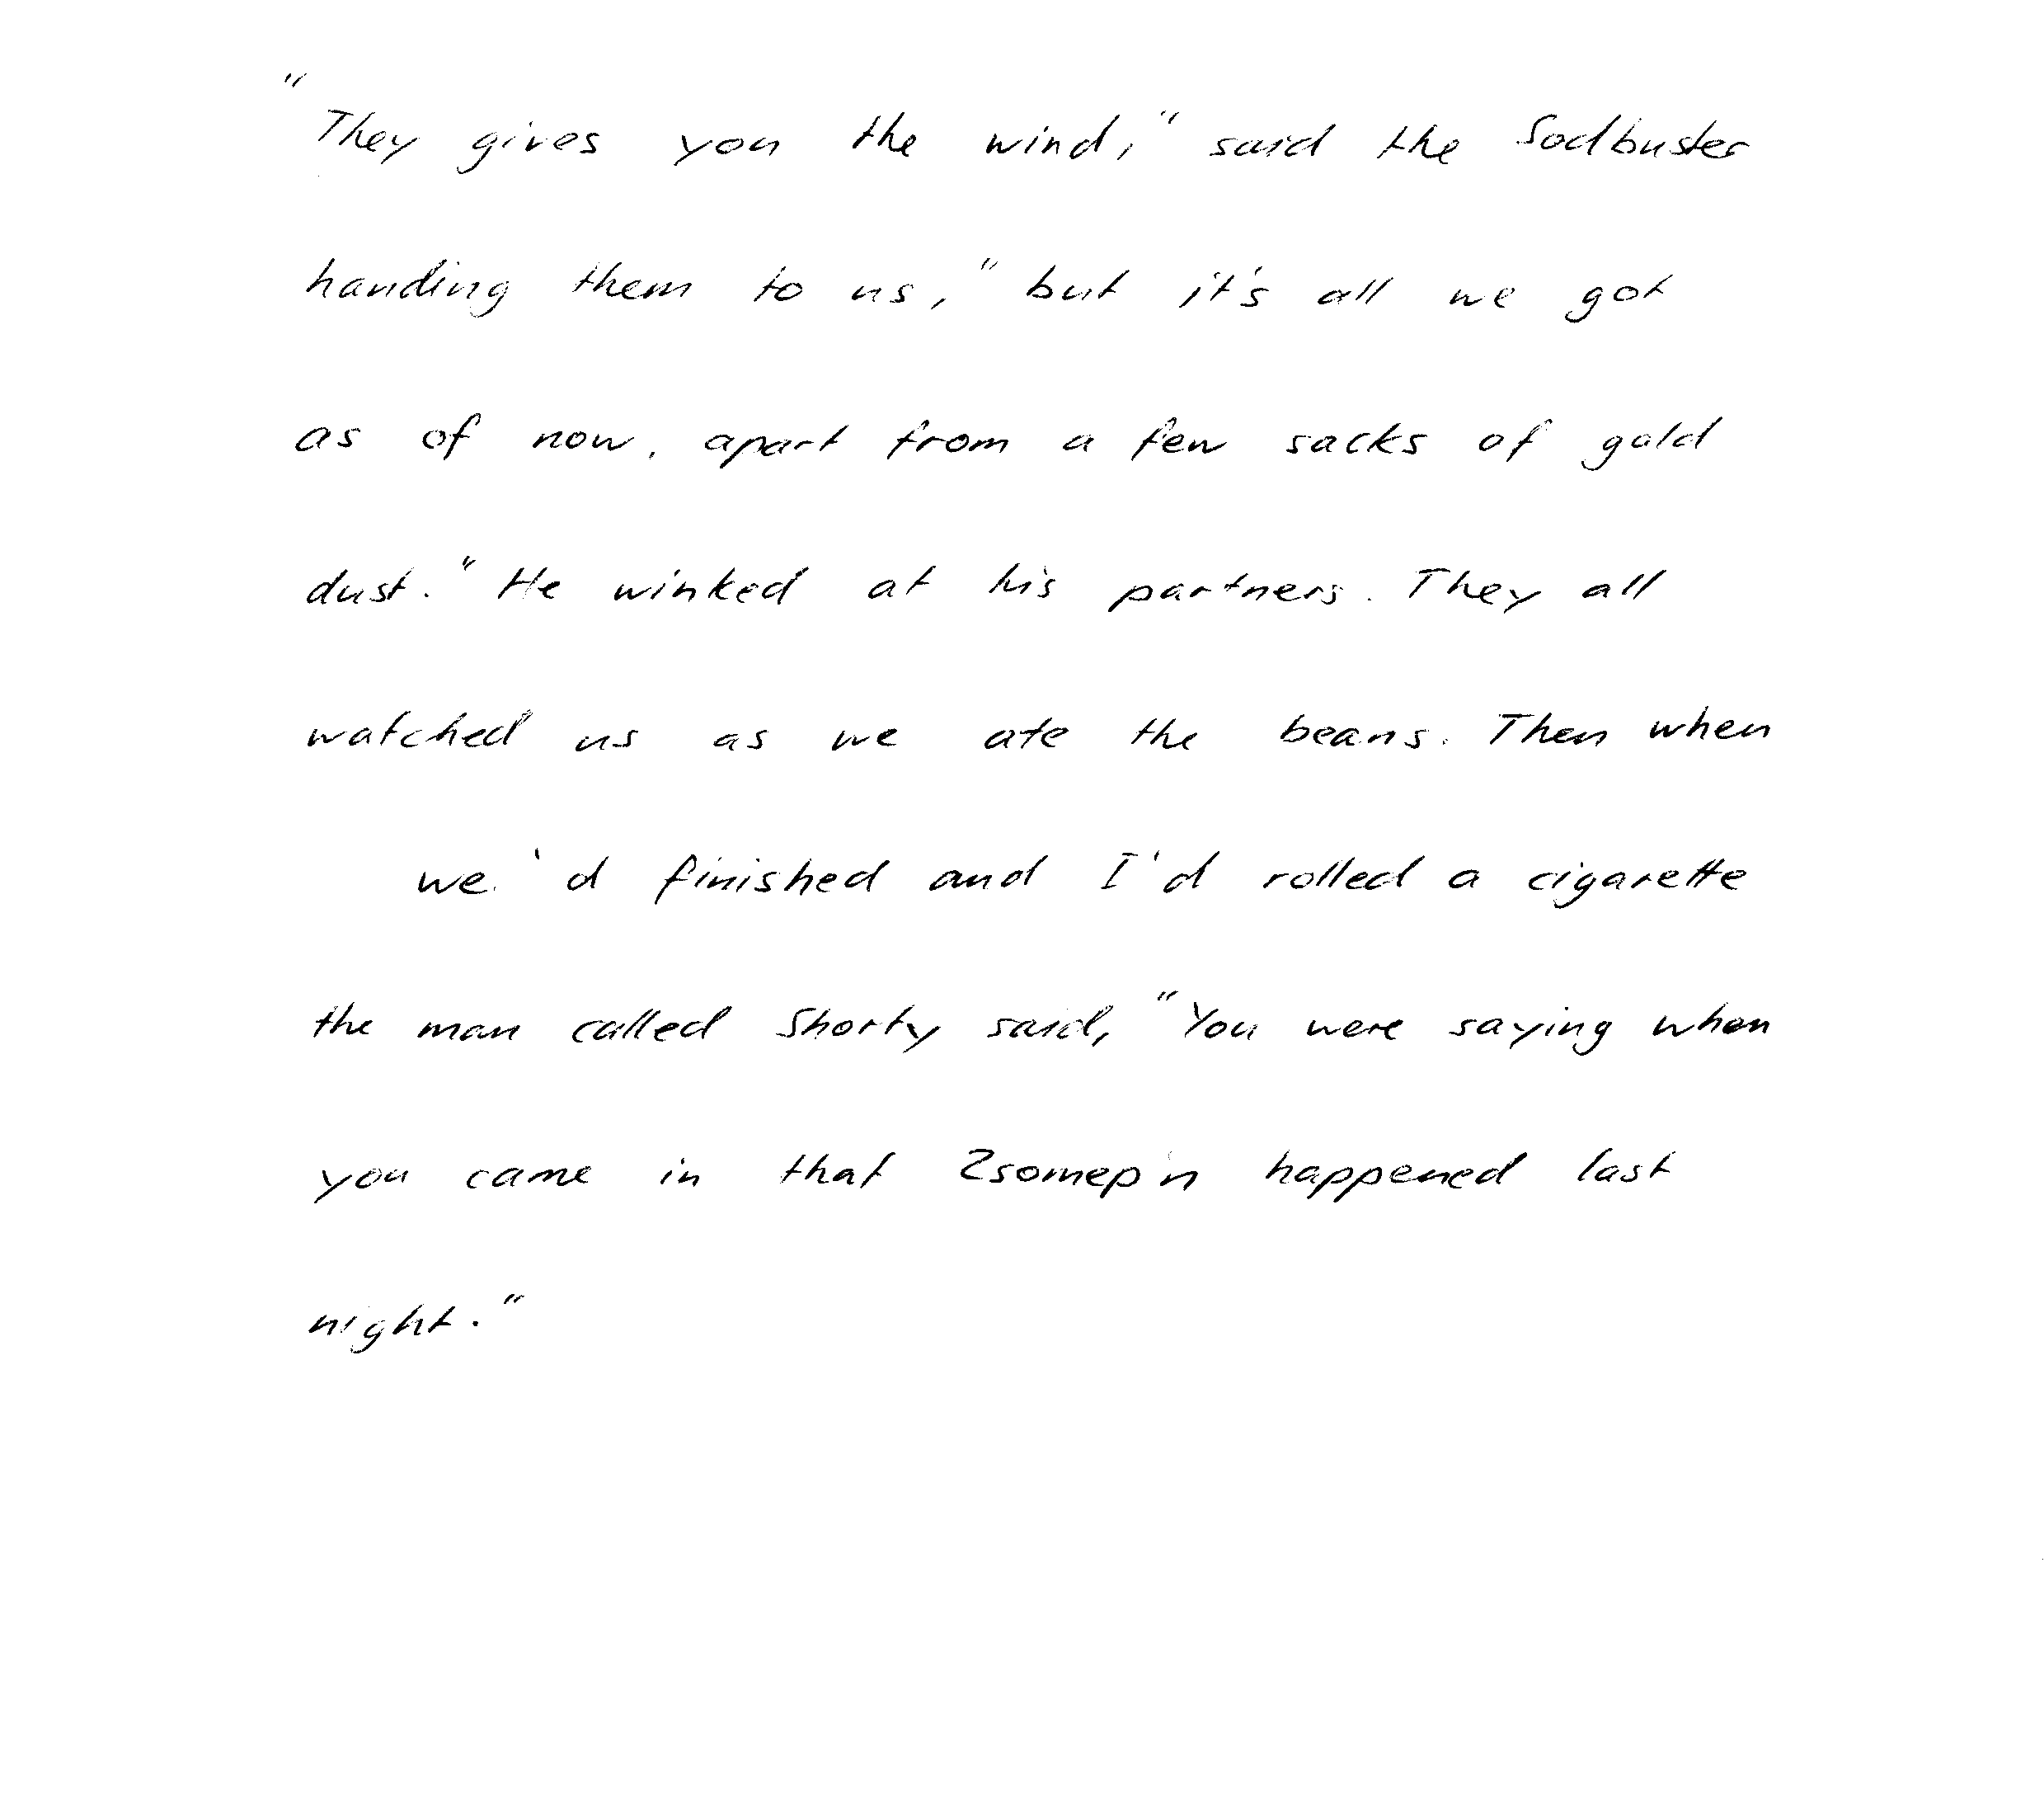 "They gives you the wind," said the Sodbuster
handing them to us, "but it's all we got
as of now, apart from a few sacks of gold
dust." He winked at his partners. They all
watched us as we ate the beans. Then when
we'd finished and I'd rolled a cigarette
the man called Shorty said, "You were saying when
you came in that 2somep'n happened last
night."